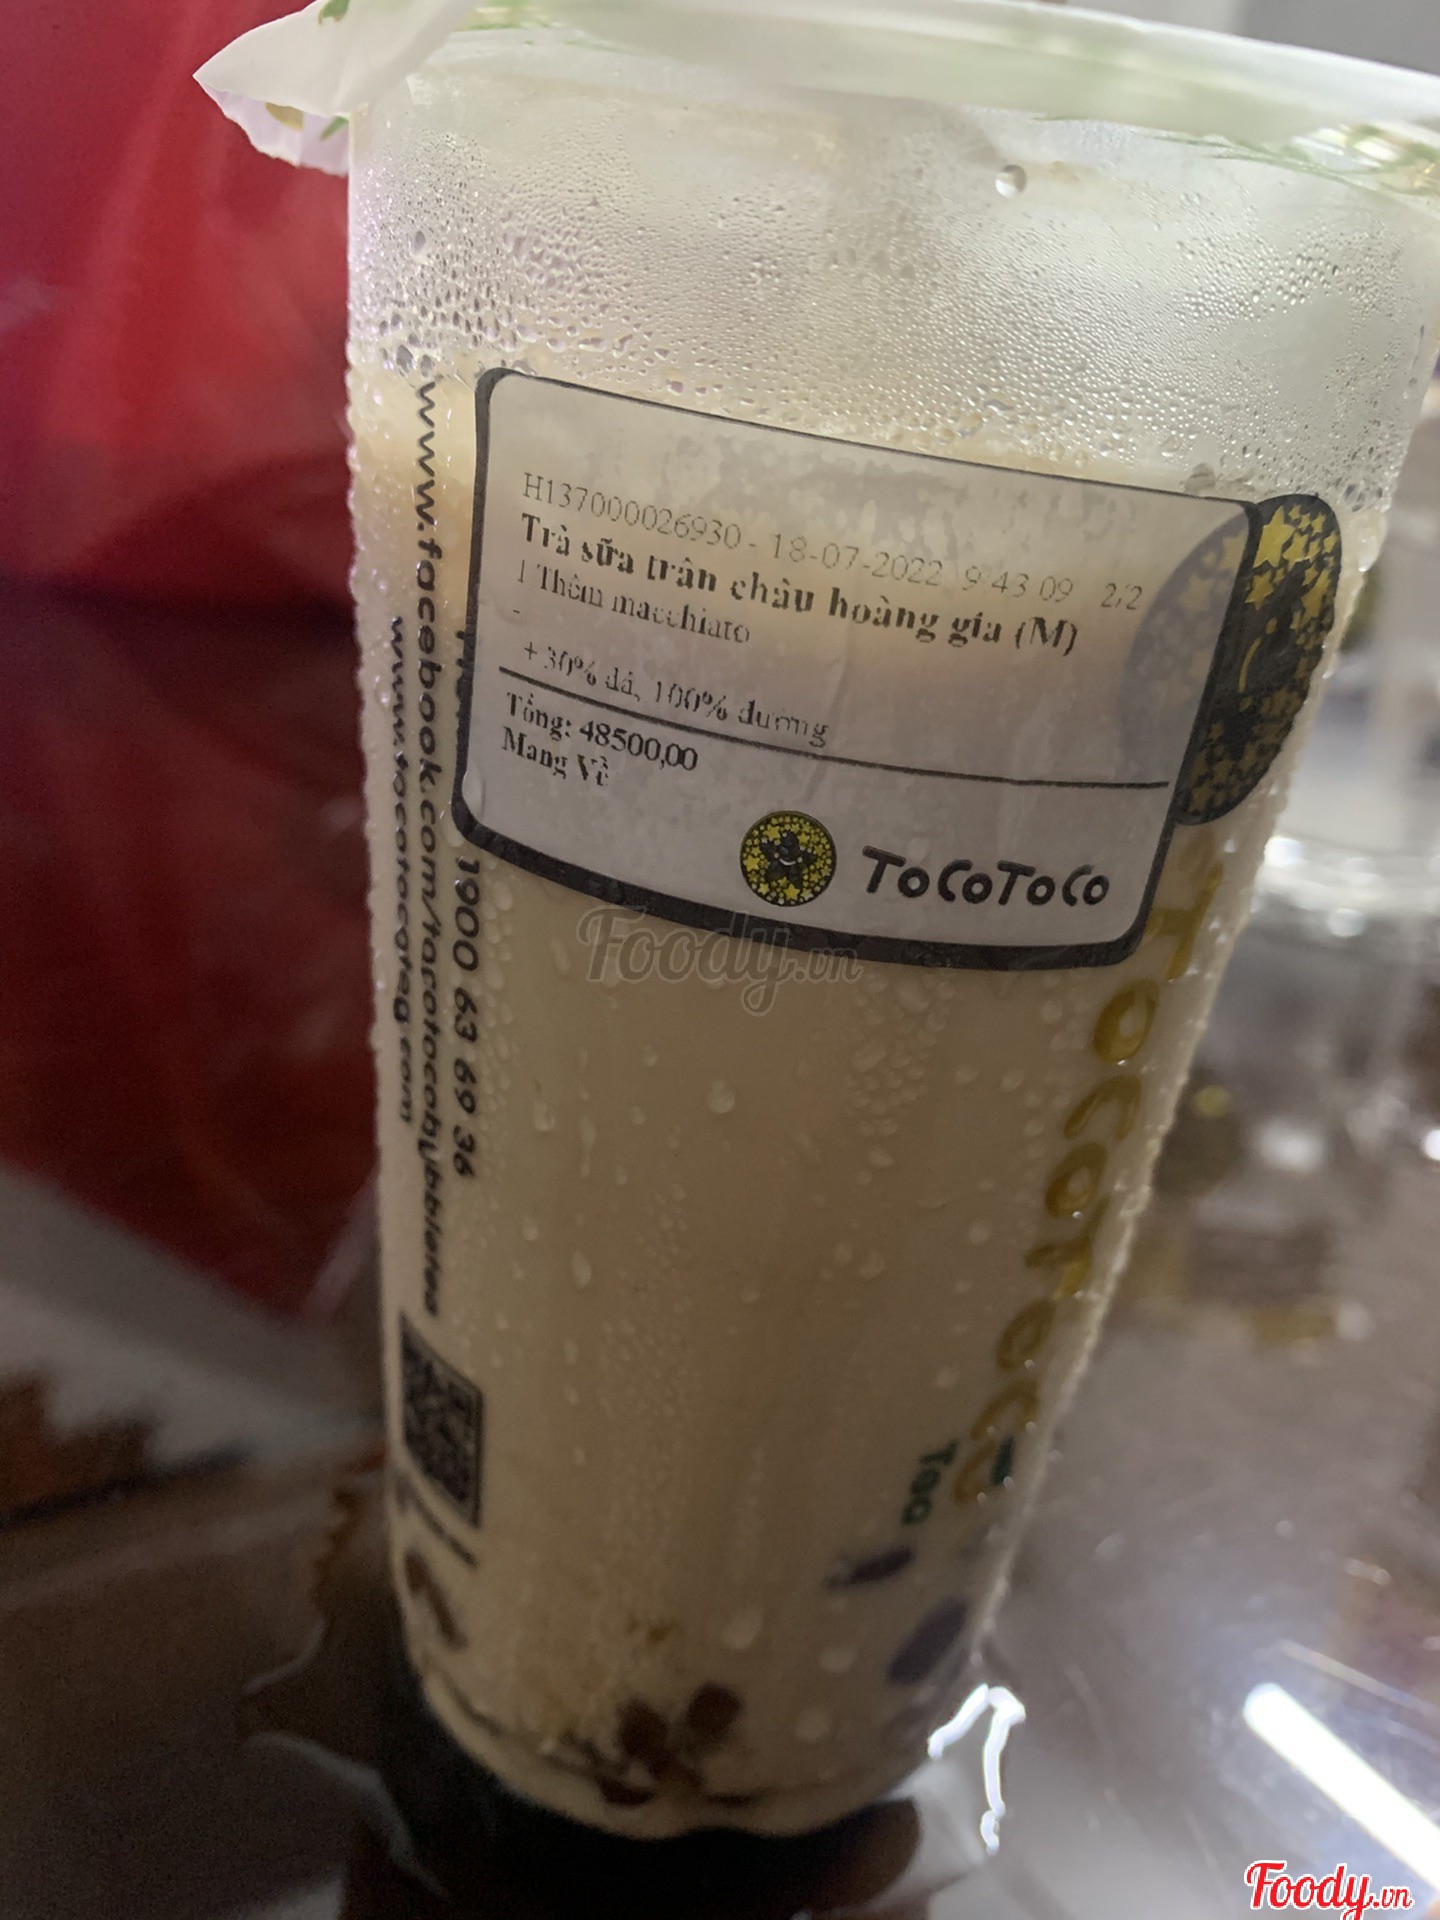 H137000026930 - 18-07-2022 9:43:09 2/2
Trà sữa trân châu hoàng gia (M)
1 Thêm macchiato
-
+ 30% đá, 100% đường
Tổng: 48500,00
Mang Về
ToCoToCo
1900 63 69 36
www.facebook.com/tocotocobubbletea
www.tocotocotea.com
ToCoToCo
Tea
Foody.vn
Foody.vn